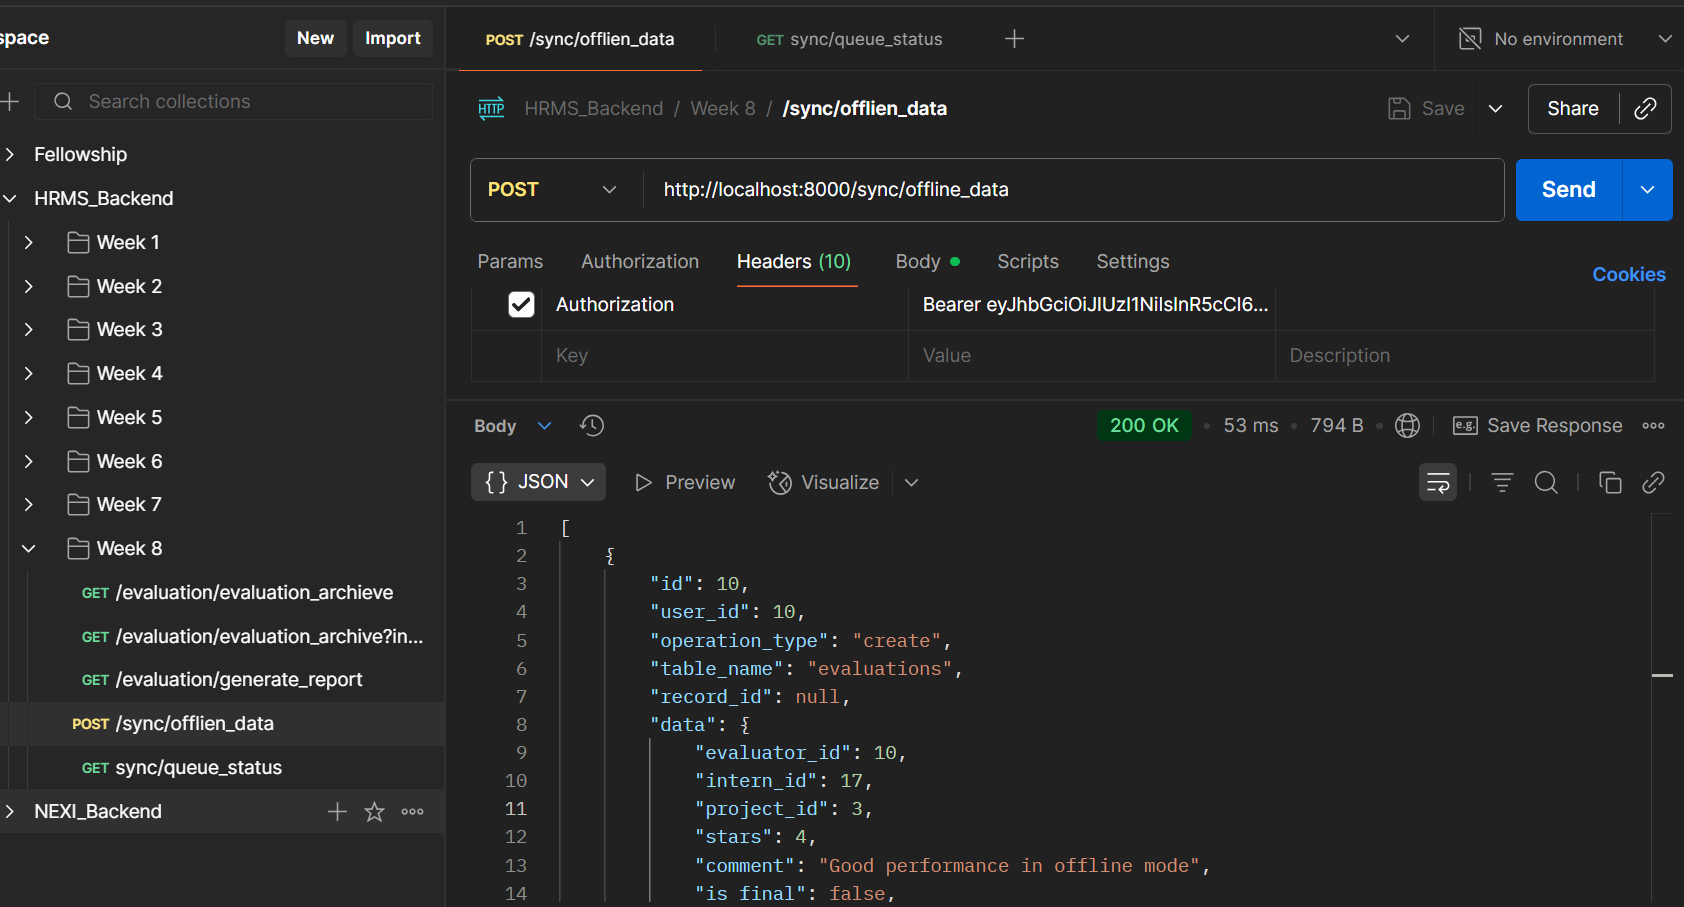 space
New
Import
Search collections
Fellowship
HRMS_Backend
Week 1
Week 2
Week 3
Week 4
Week 5
Week 6
Week 7
Week 8
GET /evaluation/evaluation_archieve
GET /evaluation/evaluation_archive?in...
GET /evaluation/generate_report
POST /sync/offlien_data
GET sync/queue_status
NEXI_Backend
POST /sync/offlien_data
GET sync/queue_status
No environment
HTTP HRMS_Backend / Week 8 / /sync/offlien_data
Save
Share
POST http://localhost:8000/sync/offline_data
Send
Params Authorization Headers (10) Body Scripts Settings
Cookies
Authorization Bearer eyJhbGciOiJIUzI1NiIsInR5cCI6...
Key Value Description
Body 200 OK 53 ms 794 B e.g. Save Response
{} JSON Preview Visualize
1 [
2 {
3 "id": 10,
4 "user_id": 10,
5 "operation_type": "create",
6 "table_name": "evaluations",
7 "record_id": null,
8 "data": {
9 "evaluator_id": 10,
10 "intern_id": 17,
11 "project_id": 3,
12 "stars": 4,
13 "comment": "Good performance in offline mode",
14 "is_final": false,